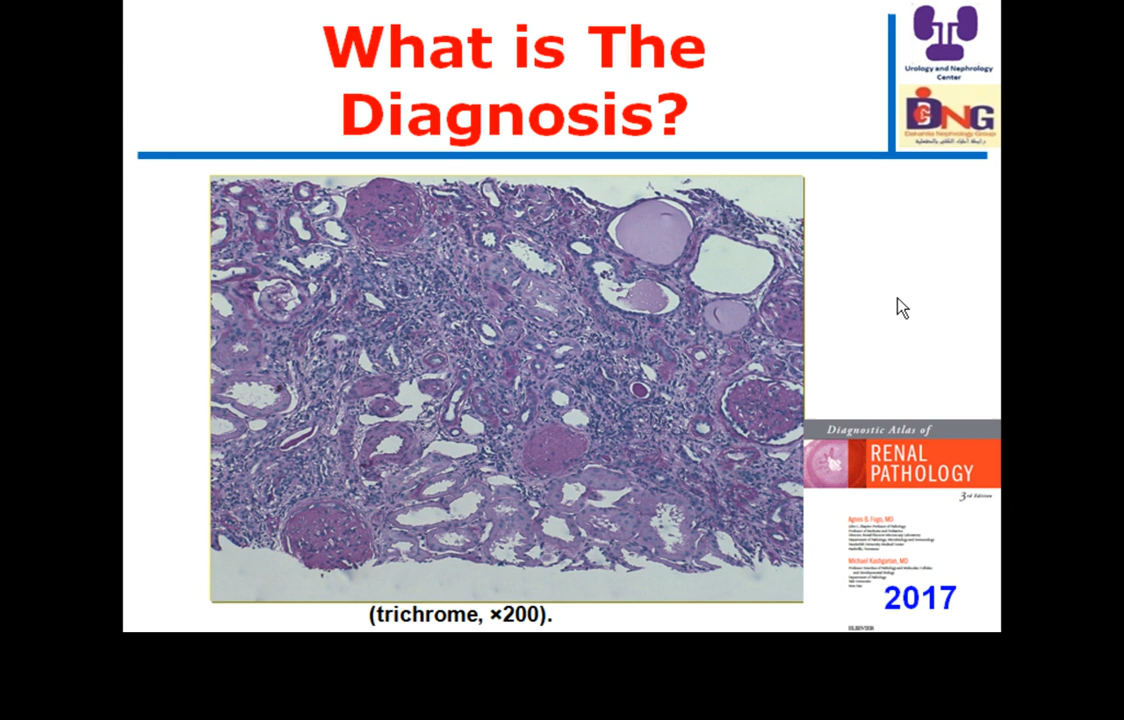 What is The
Diagnosis?
Urology and Nephrology
Center
DNG
Dakahlia Nephrology Group
(trichrome, ×200).
Diagnostic Atlas of
RENAL
PATHOLOGY
3rd Edition
Agnes B. Fogo, MD
Michael Kashgarian, MD
2017
ELSEVIER